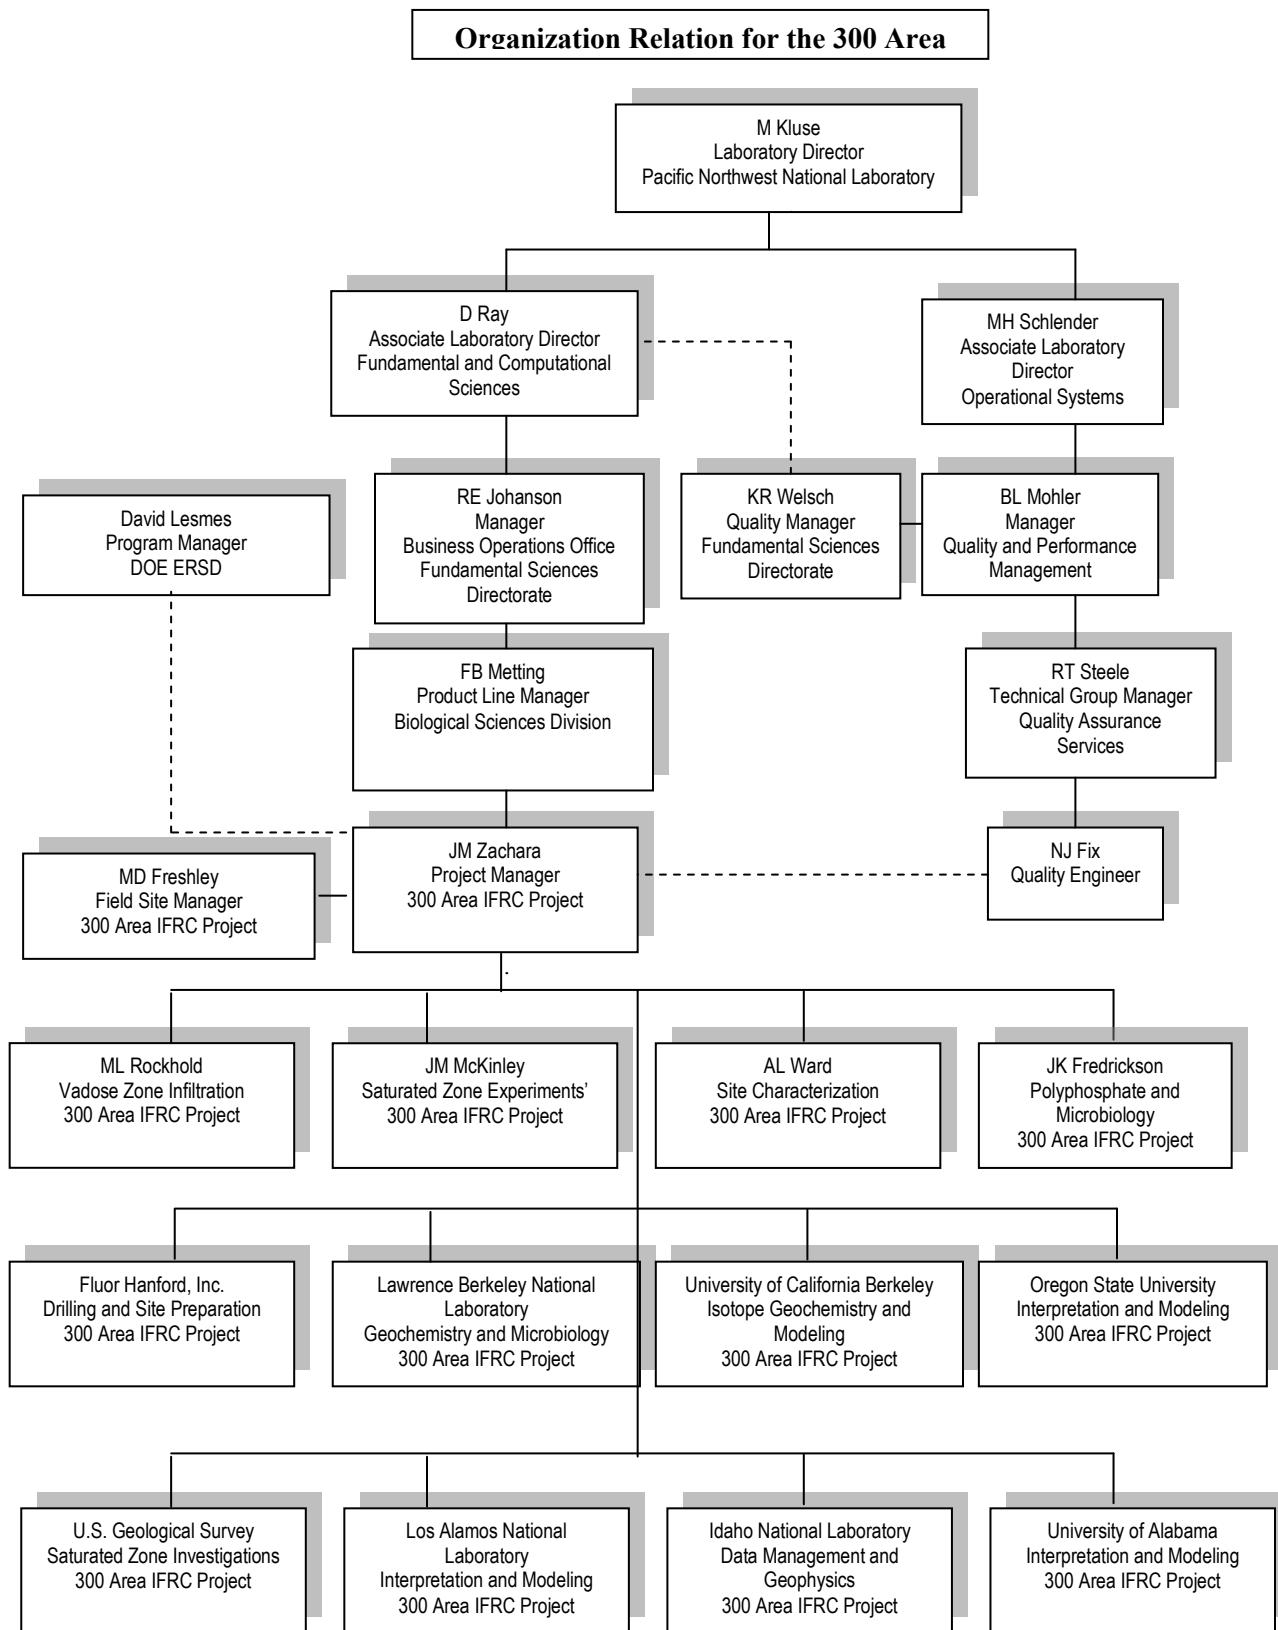 Organization Relation for the 300 Area
M Kluse
Laboratory Director
Pacific Northwest National Laboratory
D Ray
Associate Laboratory Director
Fundamental and Computational
Sciences
MH Schlender
Associate Laboratory
Director
Operational Systems
David Lesmes
Program Manager
DOE ERSD
RE Johanson
Manager
Business Operations Office
Fundamental Sciences
Directorate
KR Welsch
Quality Manager
Fundamental Sciences
Directorate
BL Mohler
Manager
Quality and Performance
Management
FB Metting
Product Line Manager
Biological Sciences Division
RT Steele
Technical Group Manager
Quality Assurance
Services
MD Freshley
Field Site Manager
300 Area IFRC Project
JM Zachara
Project Manager
300 Area IFRC Project
NJ Fix
Quality Engineer
.
ML Rockhold
Vadose Zone Infiltration
300 Area IFRC Project
JM McKinley
Saturated Zone Experiments’
300 Area IFRC Project
AL Ward
Site Characterization
300 Area IFRC Project
JK Fredrickson
Polyphosphate and
Microbiology
300 Area IFRC Project
Fluor Hanford, Inc.
Drilling and Site Preparation
300 Area IFRC Project
Lawrence Berkeley National
Laboratory
Geochemistry and Microbiology
300 Area IFRC Project
University of California Berkeley
Isotope Geochemistry and
Modeling
300 Area IFRC Project
Oregon State University
Interpretation and Modeling
300 Area IFRC Project
U.S. Geological Survey
Saturated Zone Investigations
300 Area IFRC Project
Los Alamos National
Laboratory
Interpretation and Modeling
300 Area IFRC Project
Idaho National Laboratory
Data Management and
Geophysics
300 Area IFRC Project
University of Alabama
Interpretation and Modeling
300 Area IFRC Project